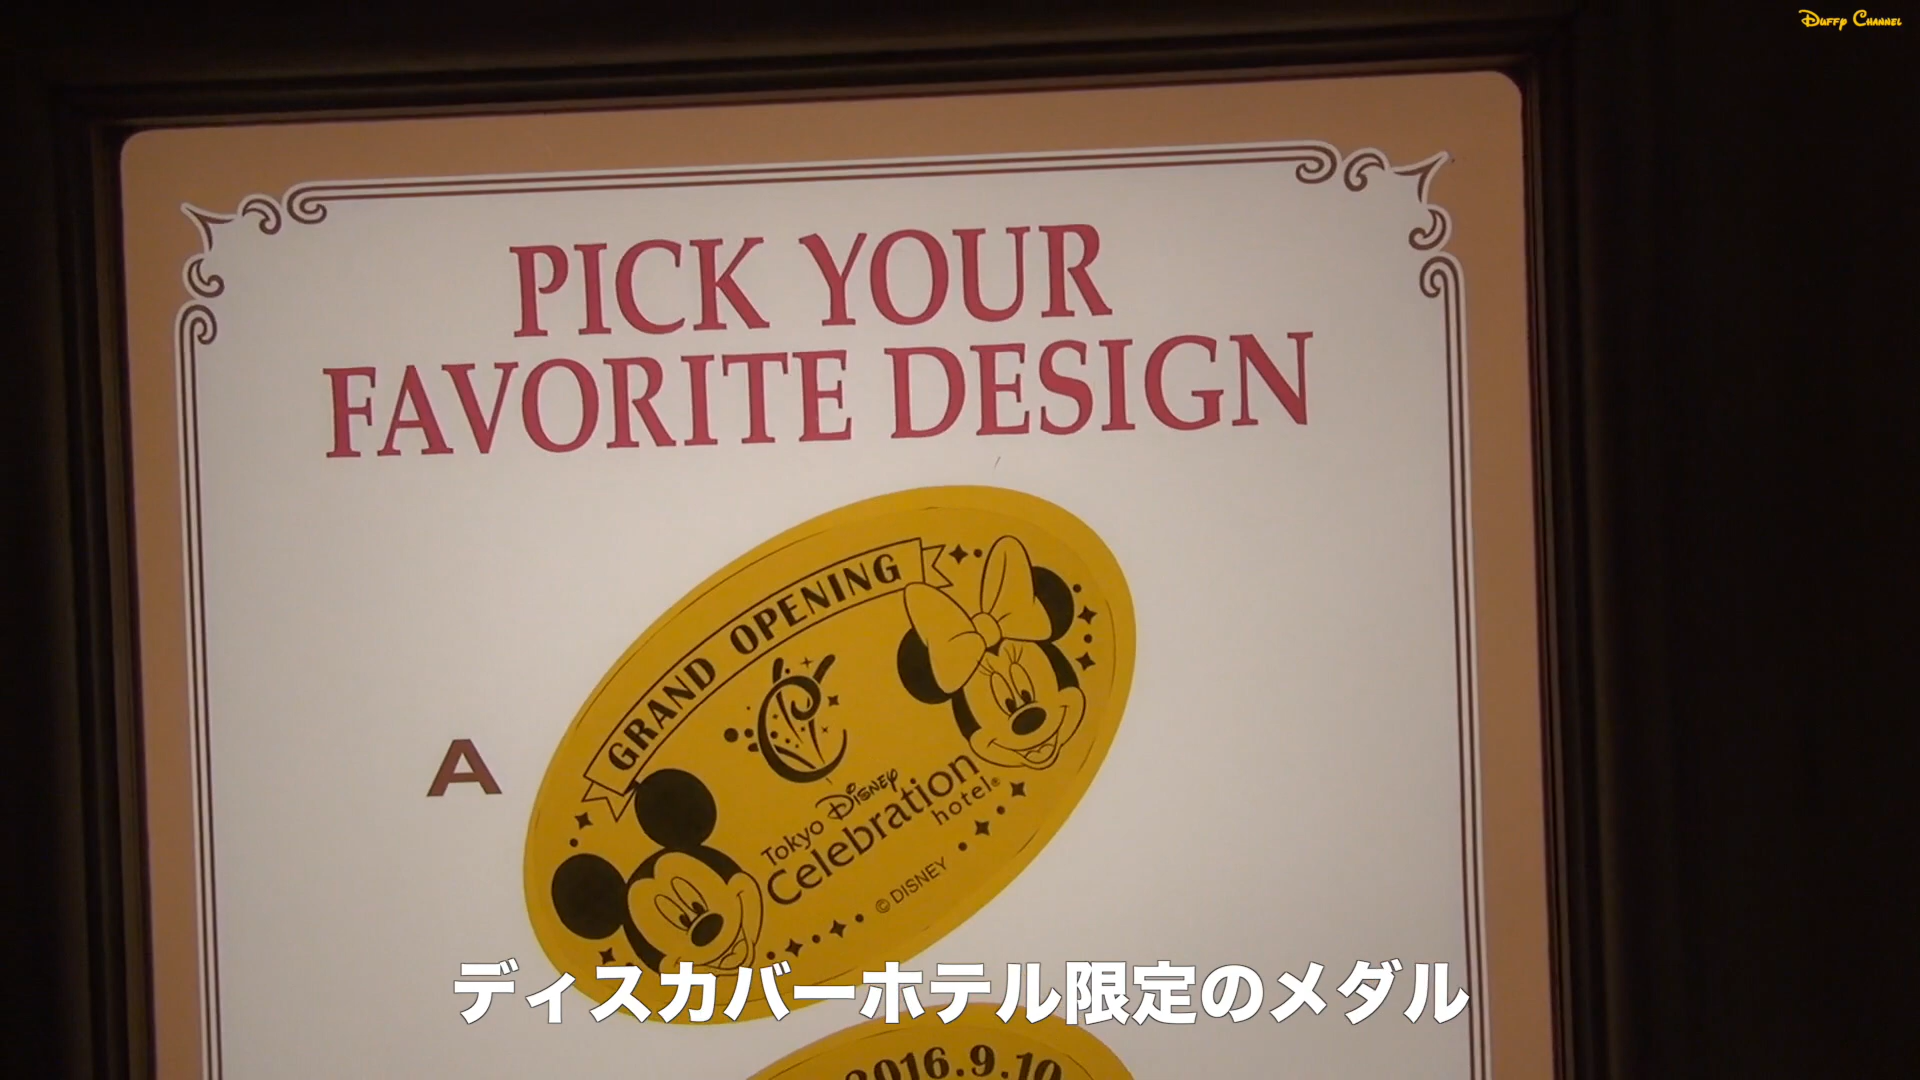 Duffy Channel
PICK YOUR
FAVORITE DESIGN
GRAND OPENING
A
Tokyo Disney
Celebration
hotel®
©DISNEY
ディスカバーホテル限定のメダル
2016.9.10